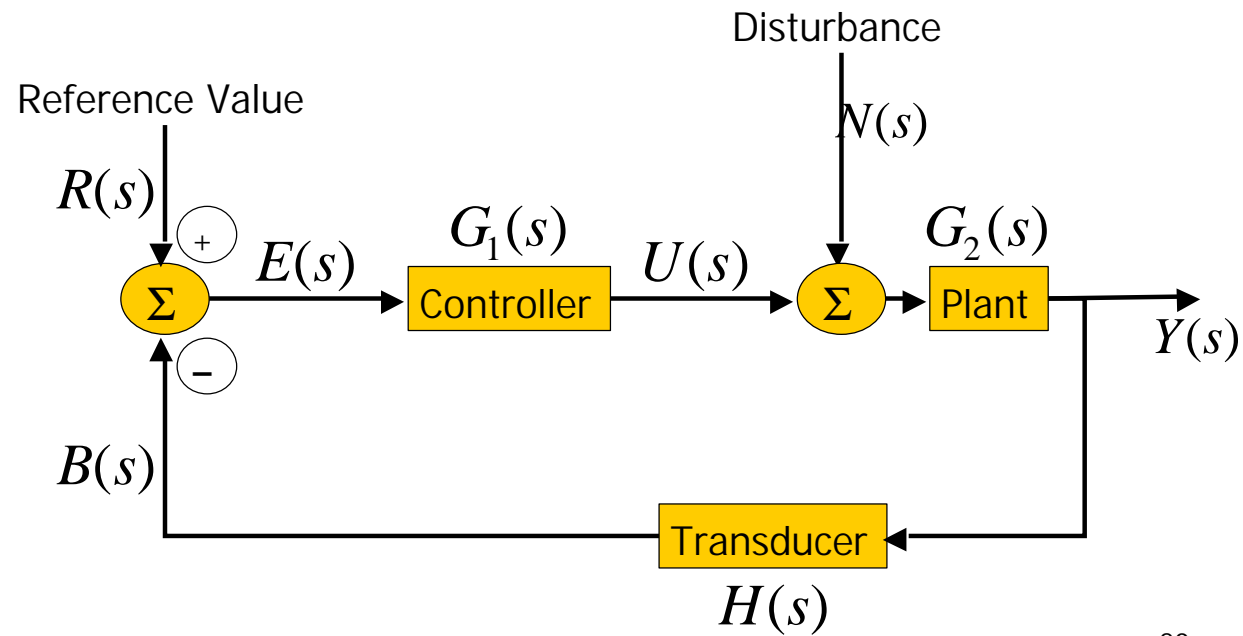 Disturbance
Reference Value
N(s)
R(s)
+
E(s)
G₁(s)
U(s)
G₂(s)
Σ
Controller
Σ
Plant
Y(s)
−
B(s)
Transducer
H(s)